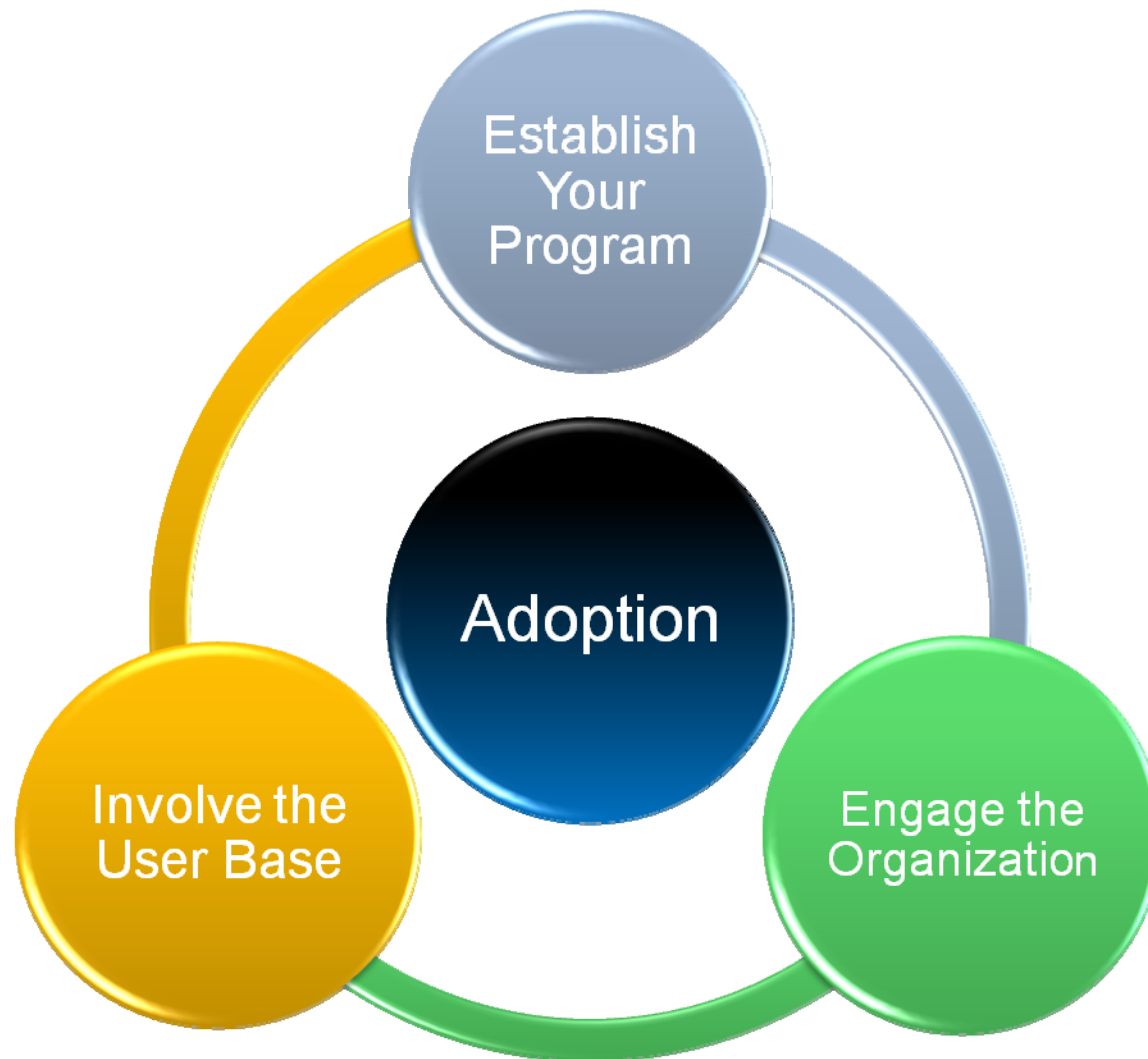 Establish
Your
Program
Adoption
Involve the
User Base
Engage the
Organization